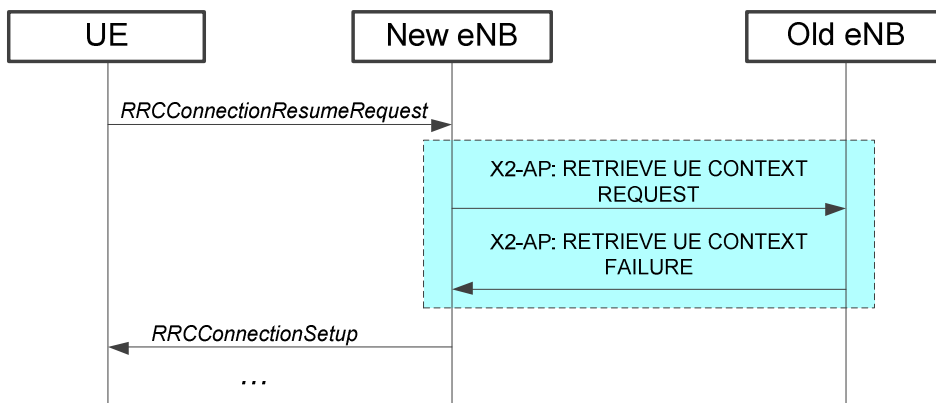 UE
New eNB
Old eNB
RRCConnectionResumeRequest
X2-AP: RETRIEVE UE CONTEXT
REQUEST
X2-AP: RETRIEVE UE CONTEXT
FAILURE
RRCConnectionSetup
...